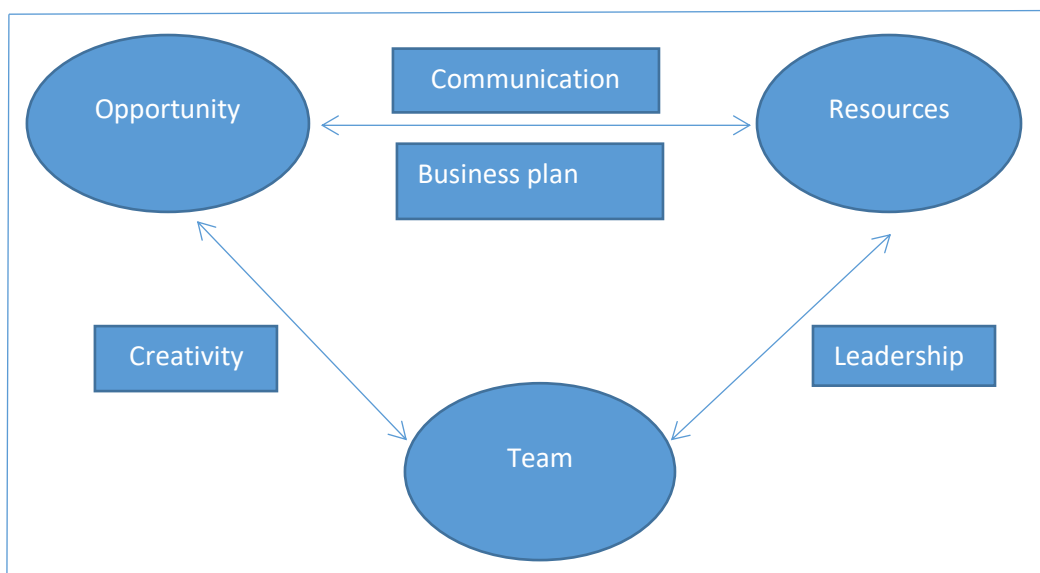 Communication
Opportunity
Resources
Business plan
Creativity
Leadership
Team